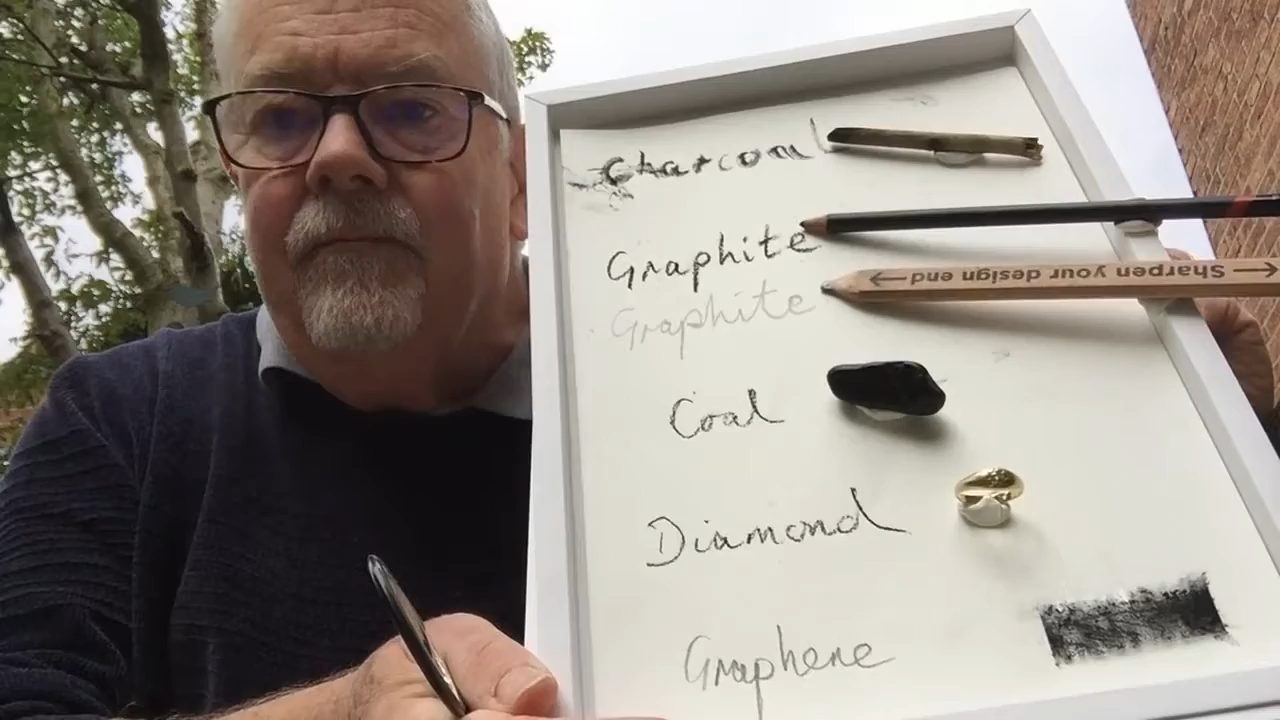 Charcoal
Graphite
Sharpen your design end
Graphite
Coal
Diamond
Graphene